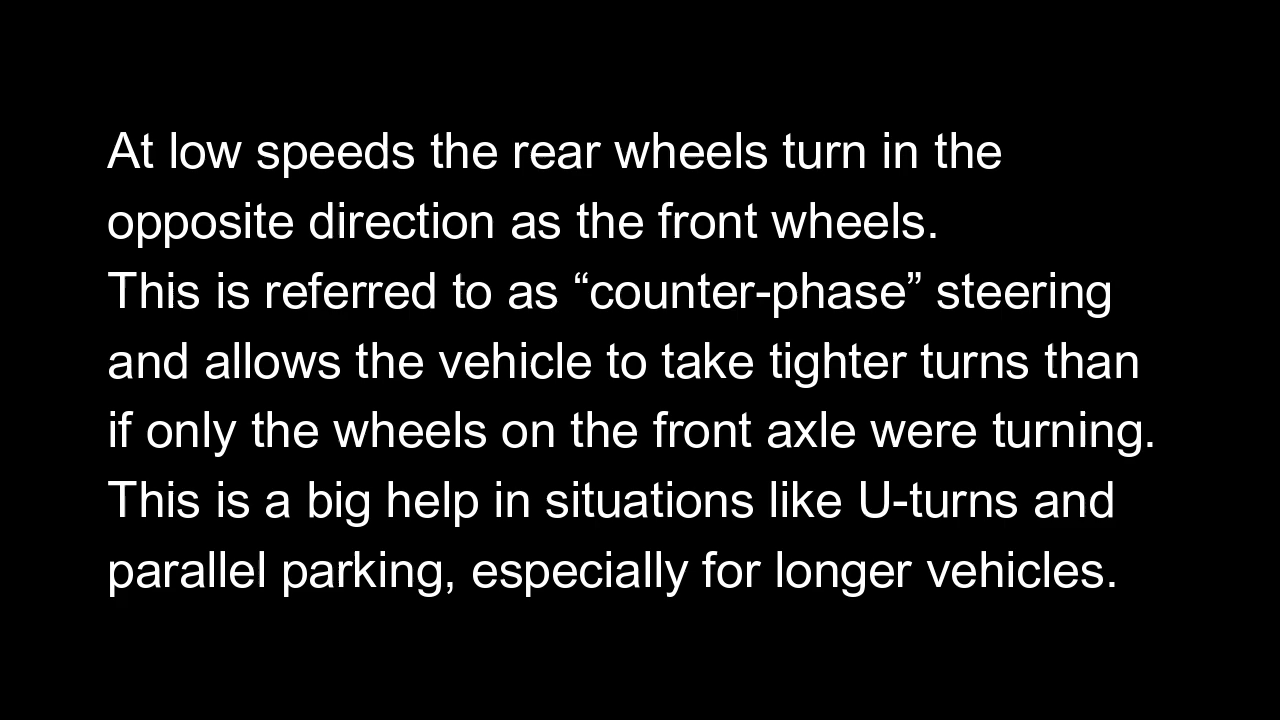 At low speeds the rear wheels turn in the
opposite direction as the front wheels.
This is referred to as “counter-phase” steering
and allows the vehicle to take tighter turns than
if only the wheels on the front axle were turning.
This is a big help in situations like U-turns and
parallel parking, especially for longer vehicles.